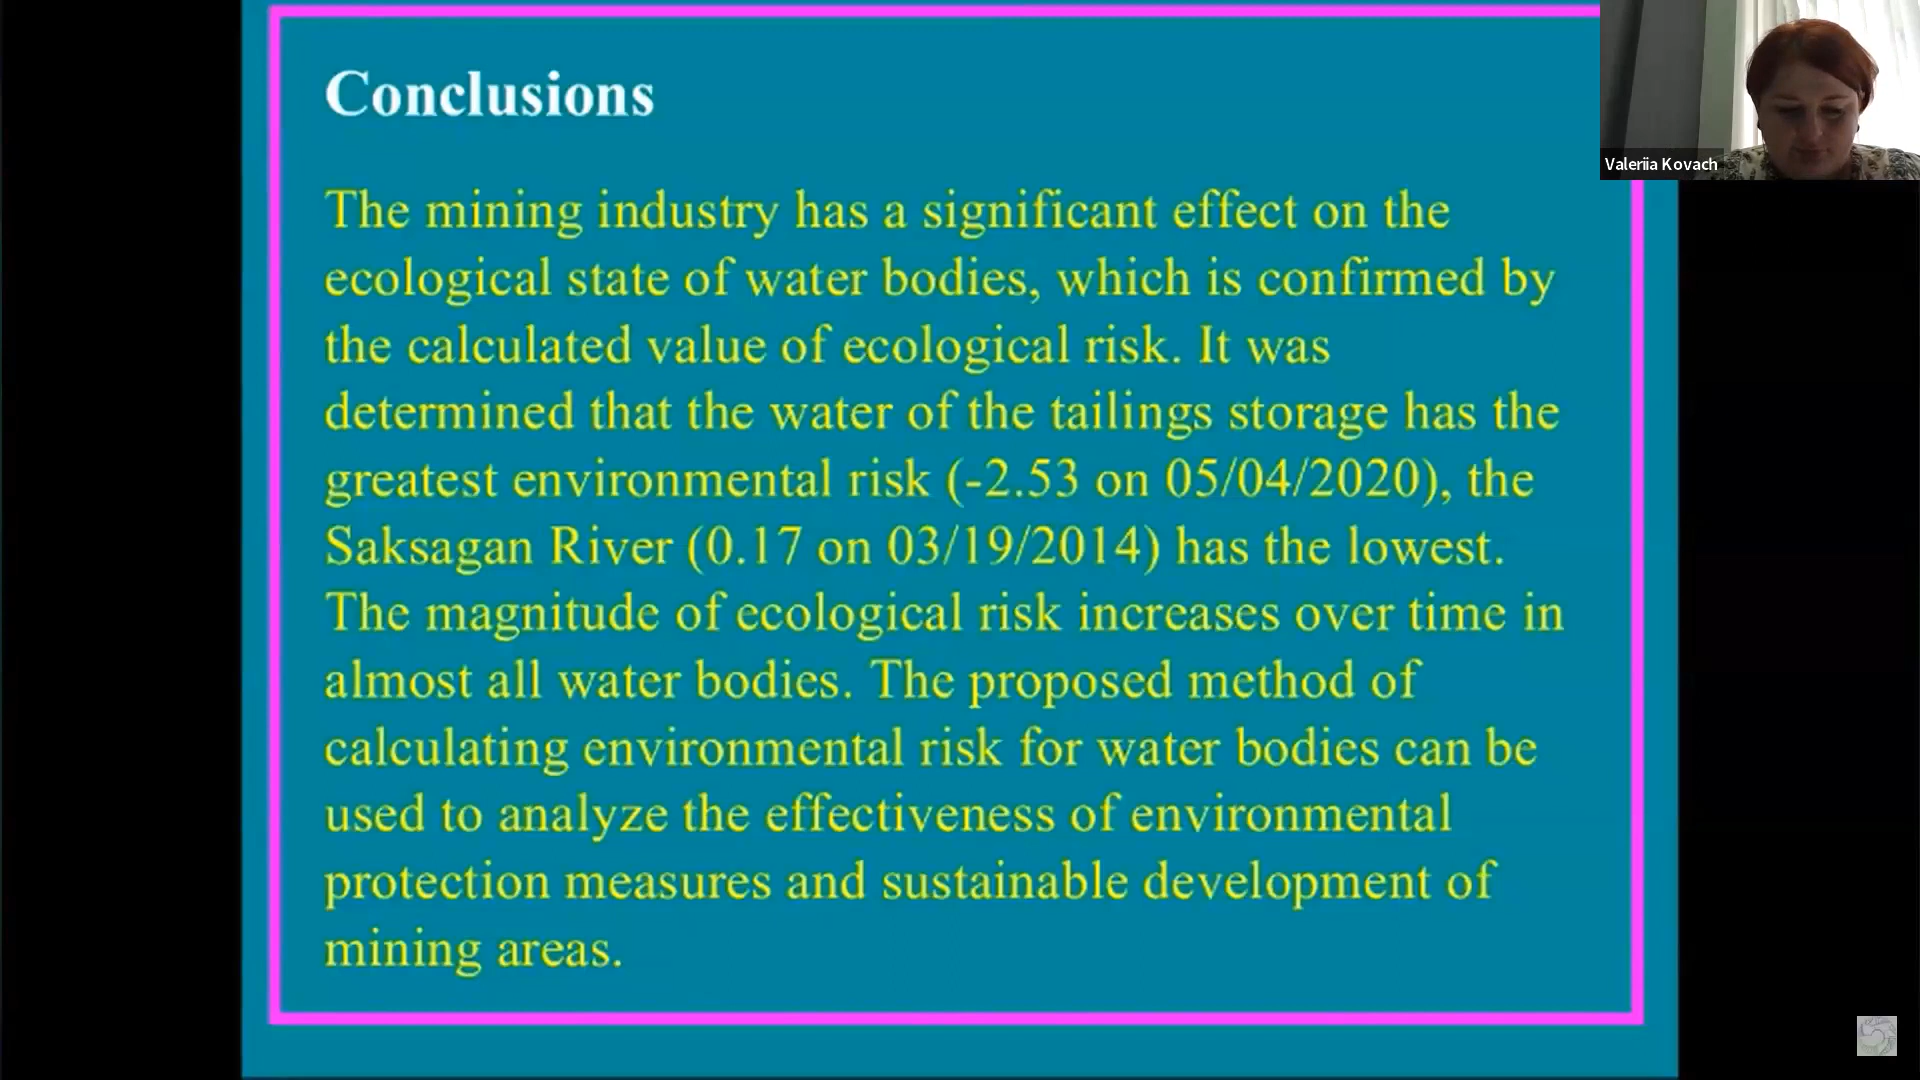 Conclusions
The mining industry has a significant effect on the
ecological state of water bodies, which is confirmed by
the calculated value of ecological risk. It was
determined that the water of the tailings storage has the
greatest environmental risk (-2.53 on 05/04/2020), the
Saksagan River (0.17 on 03/19/2014) has the lowest.
The magnitude of ecological risk increases over time in
almost all water bodies. The proposed method of
calculating environmental risk for water bodies can be
used to analyze the effectiveness of environmental
protection measures and sustainable development of
mining areas.
Valeriia Kovach